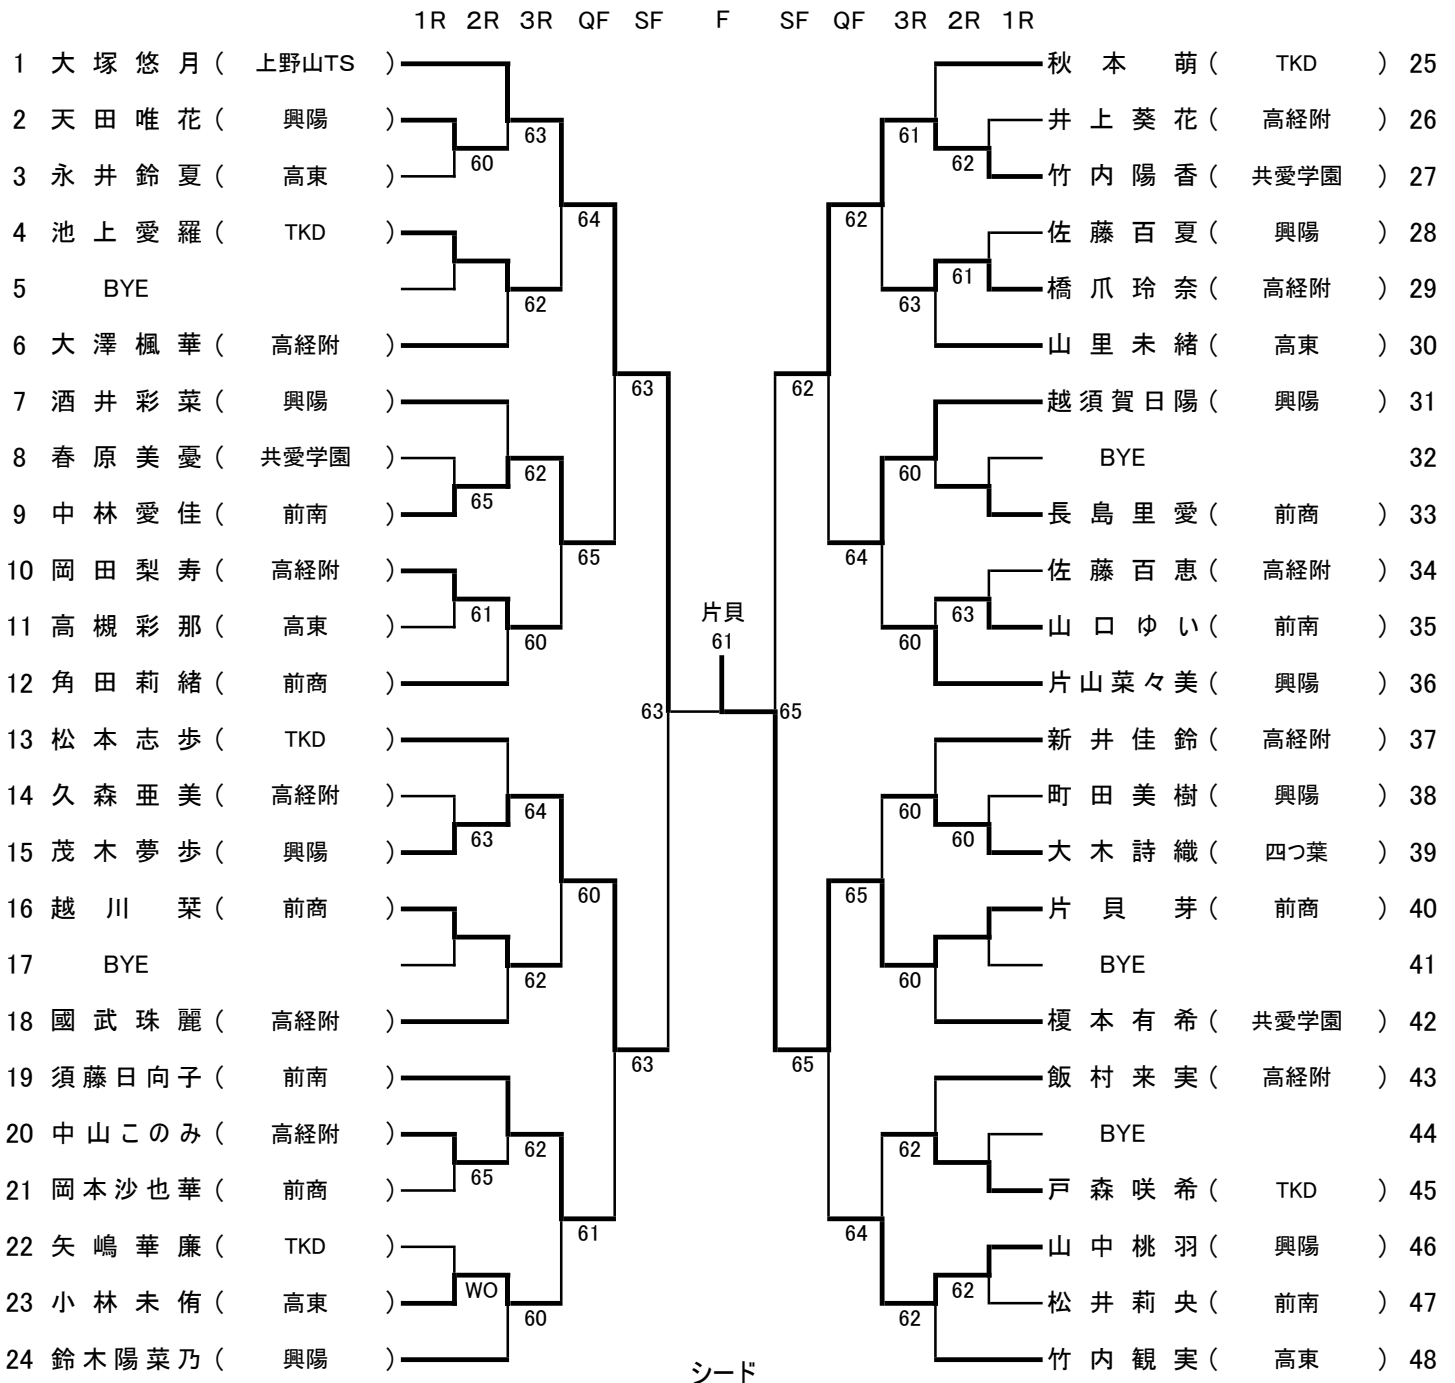 1R 2R 3R QF SF F SF QF 3R 2R 1R
1 大塚悠月 ( 上野山TS ) 秋本 萌 ( TKD ) 25
2 天田唯花 ( 興陽 ) 井上葵花 ( 高経附 ) 26
63 61
60 62
3 永井鈴夏 ( 高東 ) 竹内陽香 ( 共愛学園 ) 27
64 62
4 池上愛羅 ( TKD ) 佐藤百夏 ( 興陽 ) 28
61
5 BYE 橋爪玲奈 ( 高経附 ) 29
62 63
6 大澤楓華 ( 高経附 ) 山里未緒 ( 高東 ) 30
63 62
7 酒井彩菜 ( 興陽 ) 越須賀日陽 ( 興陽 ) 31
8 春原美憂 ( 共愛学園 ) BYE 32
62 60
65
9 中林愛佳 ( 前南 ) 長島里愛 ( 前商 ) 33
65 64
10 岡田梨寿 ( 高経附 ) 佐藤百恵 ( 高経附 ) 34
61 片貝 63
11 高槻彩那 ( 高東 ) 山口ゆい ( 前南 ) 35
60 61 60
12 角田莉緒 ( 前商 ) 片山菜々美 ( 興陽 ) 36
63 65
13 松本志歩 ( TKD ) 新井佳鈴 ( 高経附 ) 37
14 久森亜美 ( 高経附 ) 町田美樹 ( 興陽 ) 38
64 60
63 60
15 茂木夢歩 ( 興陽 ) 大木詩織 ( 四つ葉 ) 39
60 65
16 越川 栞 ( 前商 ) 片貝 芽 ( 前商 ) 40
17 BYE BYE 41
62 60
18 國武珠麗 ( 高経附 ) 榎本有希 ( 共愛学園 ) 42
63 65
19 須藤日向子 ( 前南 ) 飯村来実 ( 高経附 ) 43
20 中山このみ ( 高経附 ) BYE 44
62 62
65
21 岡本沙也華 ( 前商 ) 戸森咲希 ( TKD ) 45
61 64
22 矢嶋華廉 ( TKD ) 山中桃羽 ( 興陽 ) 46
WO 62
23 小林未侑 ( 高東 ) 松井莉央 ( 前南 ) 47
60 62
24 鈴木陽菜乃 ( 興陽 ) 竹内観実 ( 高東 ) 48
シード